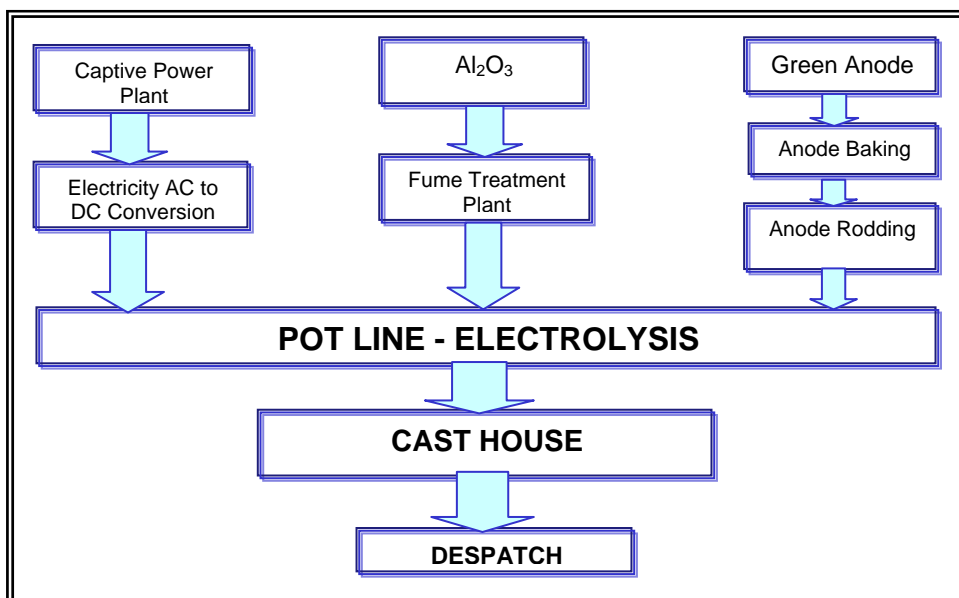 Captive Power
Plant
Al₂O₃
Green Anode
Electricity AC to
DC Conversion
Fume Treatment
Plant
Anode Baking
Anode Rodding
POT LINE - ELECTROLYSIS
CAST HOUSE
DESPATCH